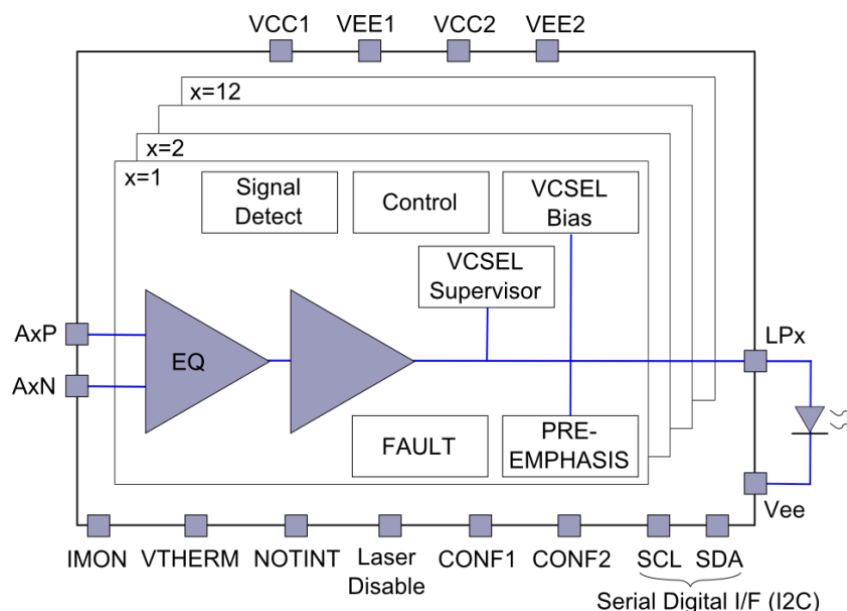 VCC1 VEE1 VCC2 VEE2
x=12
x=2
x=1
Signal
Detect
Control
VCSEL
Bias
VCSEL
Supervisor
AxP
LPx
EQ
AxN
FAULT
PRE-
EMPHASIS
Vee
IMON VTHERM NOTINT Laser
Disable
CONF1 CONF2 SCL SDA
Serial Digital I/F (I2C)